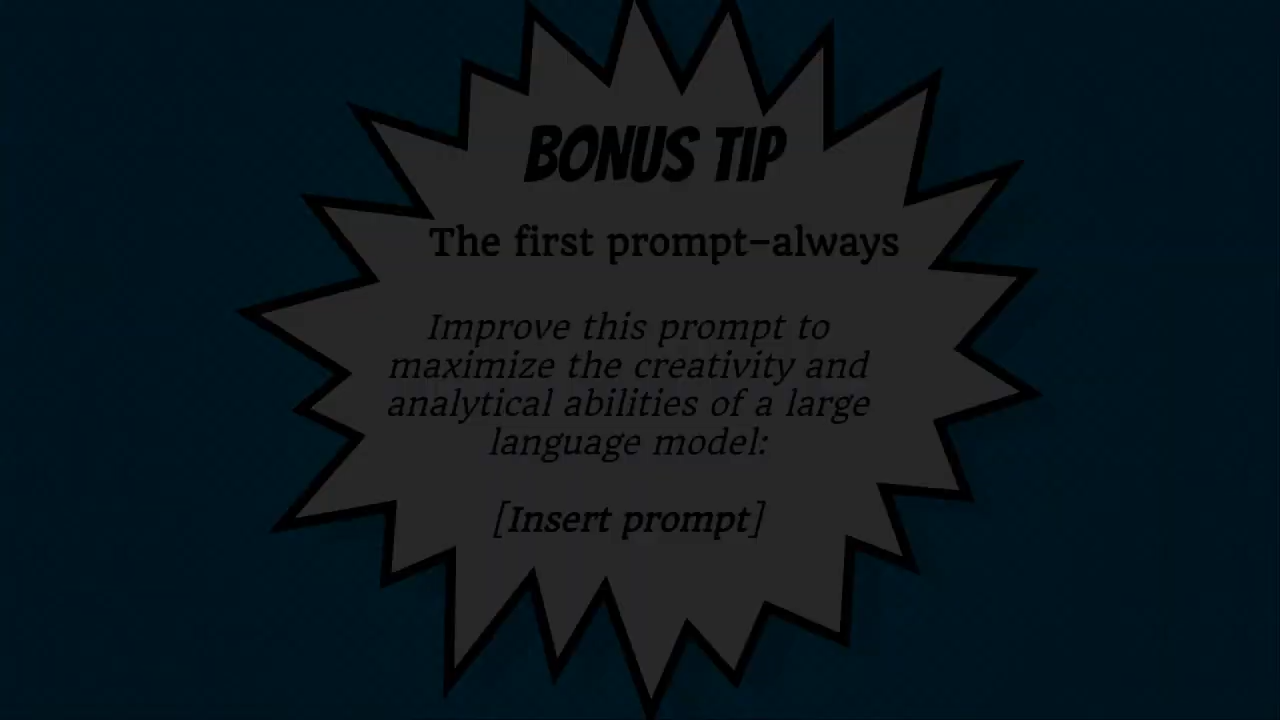 BONUS TIP
The first prompt–always
Improve this prompt to
maximize the creativity and
analytical abilities of a large
language model:
[Insert prompt]